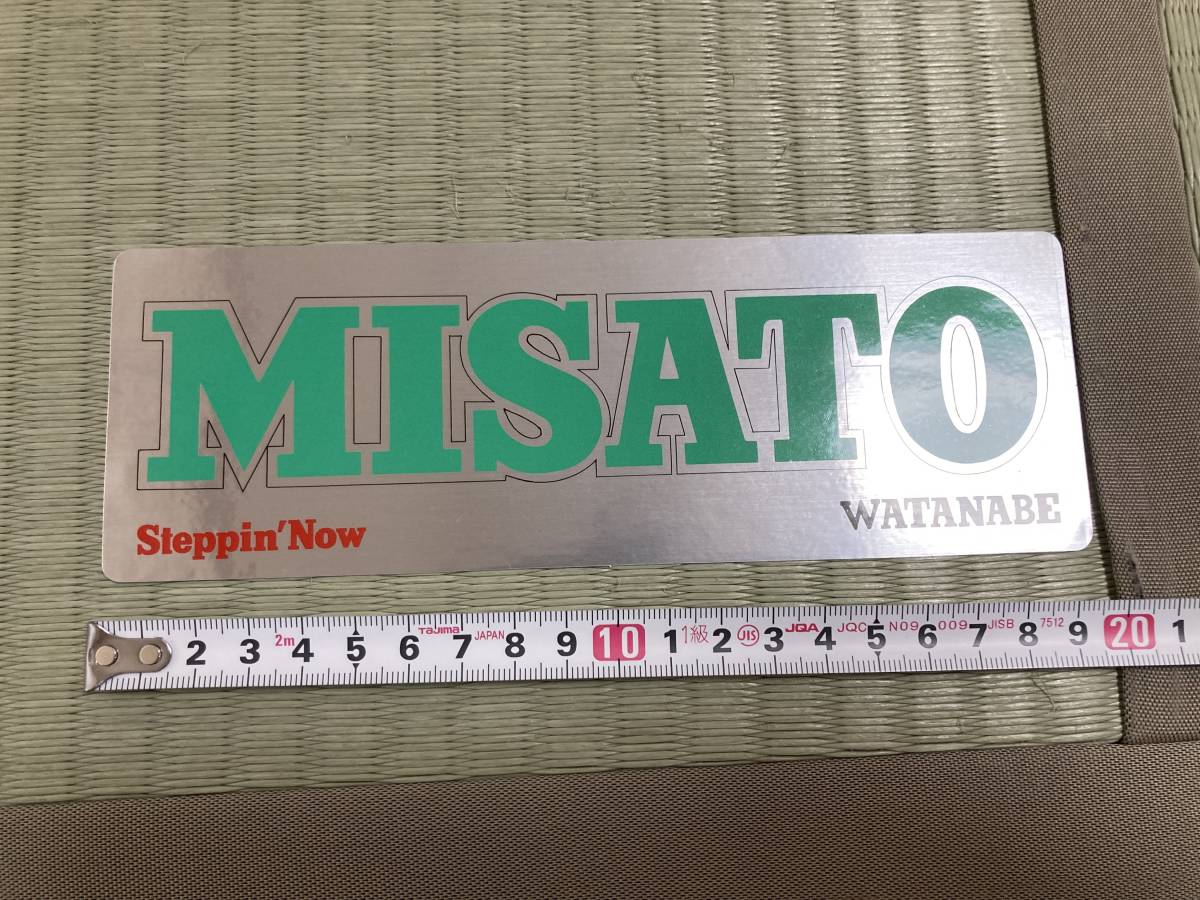 MISATO
Steppin'Now
WATANABE
2m Tajima JAPAN 1級 JIS JQA JQC N09 009 JISB 7512
2 3 4 5 6 7 8 9 10 1 2 3 4 5 6 7 8 9 20 1